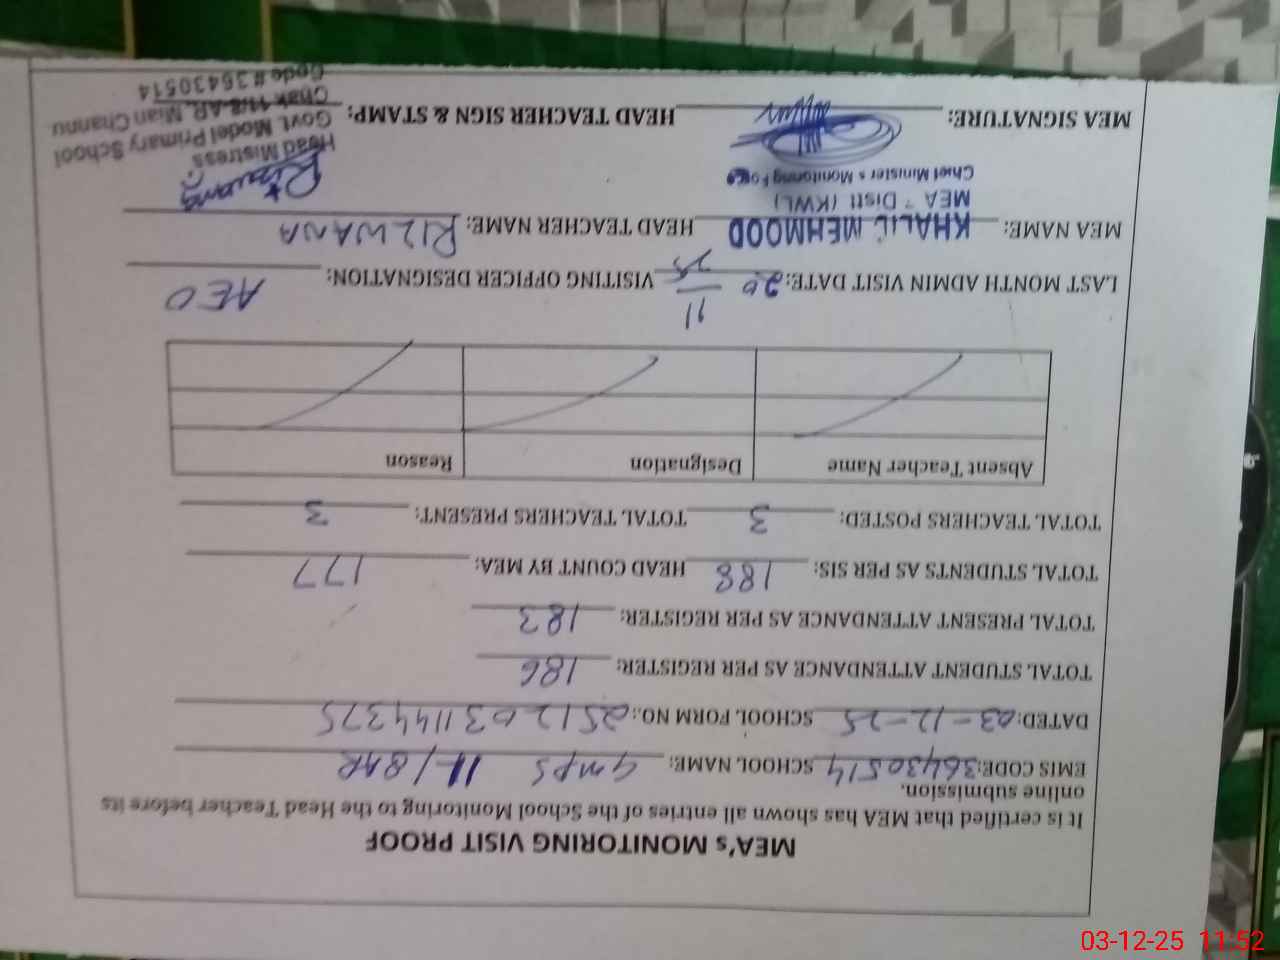 MEA's MONITORING VISIT PROOF
It is certified that MEA has shown all entries of the School Monitoring to the Head Teacher before its
online submission.
EMIS CODE: 36430514 SCHOOL NAME: GMPS 11/8AR
DATED: 03-12-25 SCHOOL FORM NO.: 2512031144375
TOTAL STUDENT ATTENDANCE AS PER REGISTER: 186
TOTAL PRESENT ATTENDANCE AS PER REGISTER: 183
TOTAL STUDENTS AS PER SIS: 188 HEAD COUNT BY MEA: 177
TOTAL TEACHERS POSTED: 3 TOTAL TEACHERS PRESENT: 3
Absent Teacher Name Designation Reason
LAST MONTH ADMIN VISIT DATE: 20/11/25 VISITING OFFICER DESIGNATION: AEO
MEA NAME: KHALIL MEHMOOD HEAD TEACHER NAME: RIZWANA
MEA Distt (KWL)
Chief Minister s Monitoring Force
Rizwana
MEA SIGNATURE: HEAD TEACHER SIGN & STAMP:
Head Mistress
Govt. Model Primary School
Chak 11/8-AR, Mian Channu
Code # 36430514
03-12-25 11:52